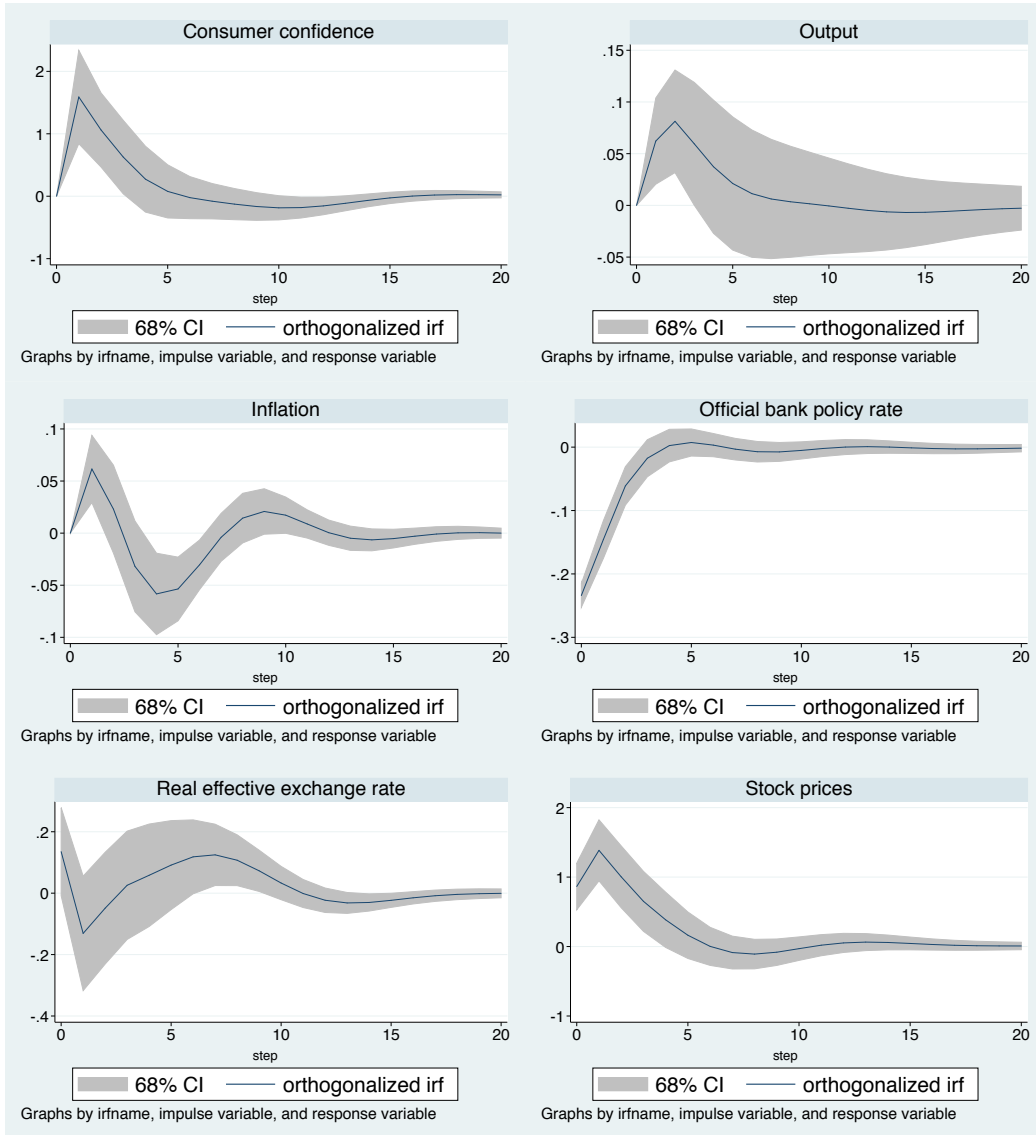 Consumer confidence
2
1
0
-1
0 5 10 15 20
step
68% CI orthogonalized irf
Graphs by irfname, impulse variable, and response variable
Output
.15
.1
.05
0
-.05
0 5 10 15 20
step
68% CI orthogonalized irf
Graphs by irfname, impulse variable, and response variable
Inflation
.1
.05
0
-.05
-.1
0 5 10 15 20
step
68% CI orthogonalized irf
Graphs by irfname, impulse variable, and response variable
Official bank policy rate
0
-.1
-.2
-.3
0 5 10 15 20
step
68% CI orthogonalized irf
Graphs by irfname, impulse variable, and response variable
Real effective exchange rate
.2
0
-.2
-.4
0 5 10 15 20
step
68% CI orthogonalized irf
Graphs by irfname, impulse variable, and response variable
Stock prices
2
1
0
-1
0 5 10 15 20
step
68% CI orthogonalized irf
Graphs by irfname, impulse variable, and response variable